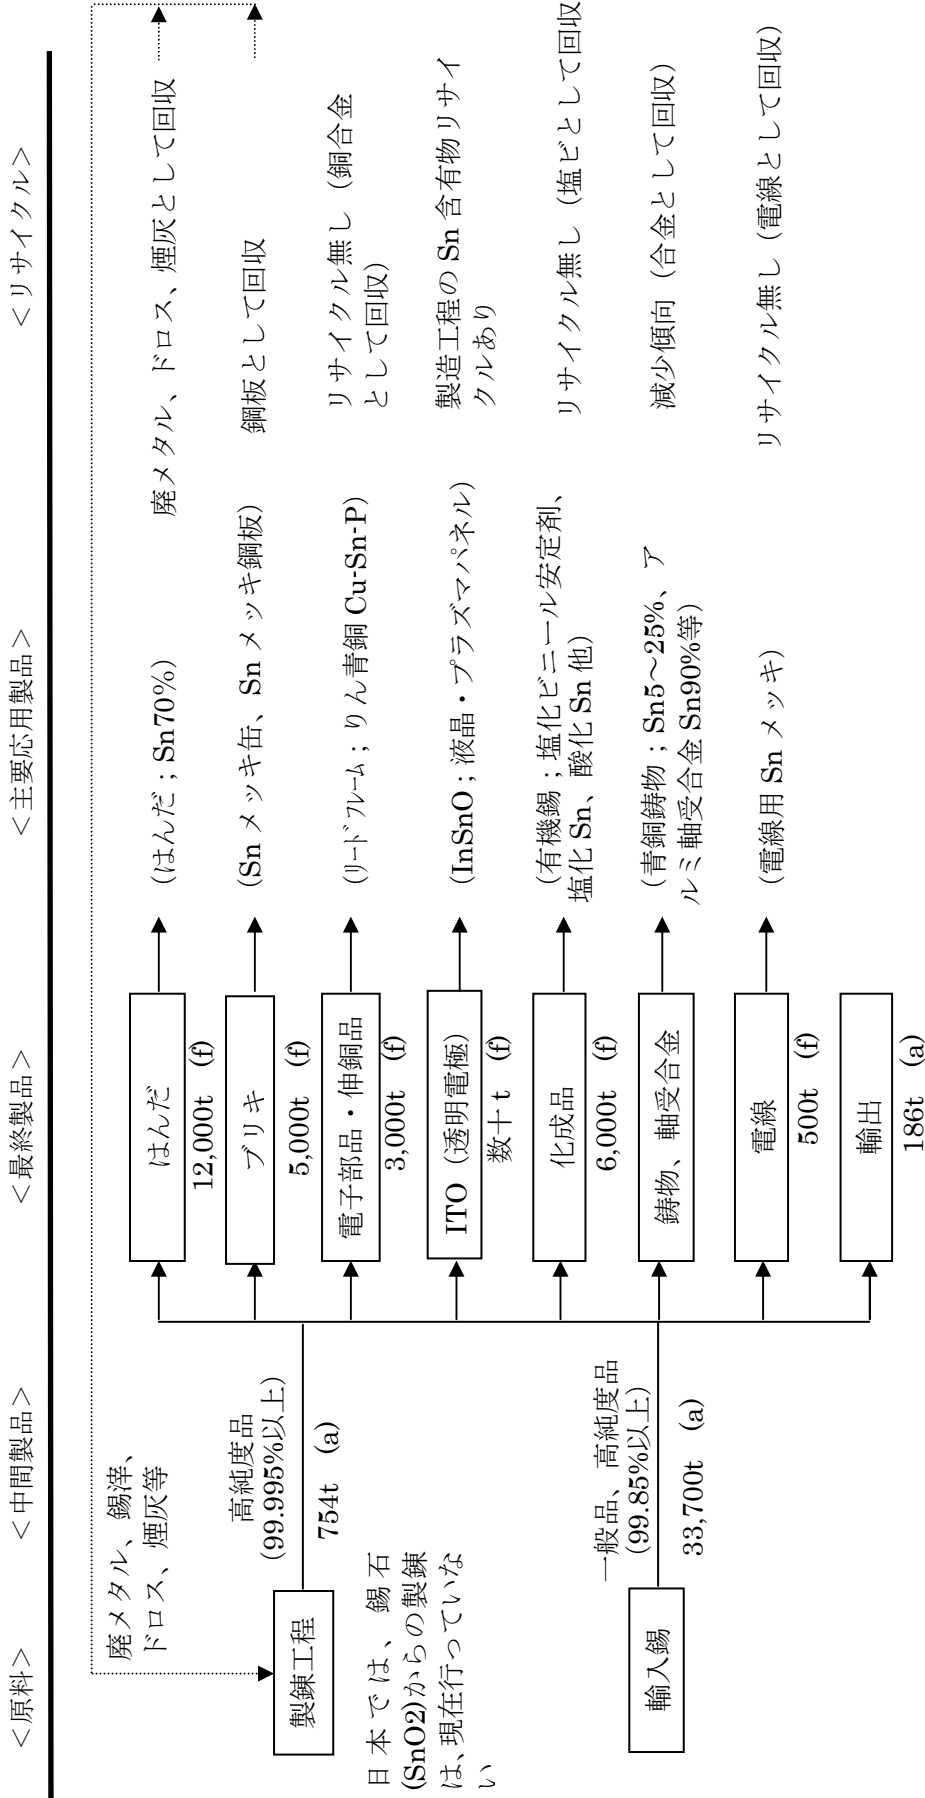 ＜原料＞
＜中間製品＞
＜最終製品＞
＜主要応用製品＞
＜リサイクル＞
廃メタル、錫滓、
ドロス、煙灰等
製錬工程
高純度品
(99.995%以上)
754t (a)
日本では、錫石
(SnO2)からの製錬
は、現在行っていな
い
輸入錫
一般品、高純度品
(99.85%以上)
33,700t (a)
はんだ
12,000t (f)
(はんだ；Sn70%)
廃メタル、ドロス、煙灰として回収
ブリキ
5,000t (f)
(Sn メッキ缶、Sn メッキ鋼板)
鋼板として回収
電子部品・伸銅品
3,000t (f)
(ﾘｰﾄﾞﾌﾚｰﾑ；りん青銅 Cu-Sn-P)
リサイクル無し（銅合金
として回収）
ITO（透明電極）
数十 t (f)
(InSnO；液晶・プラズマパネル)
製造工程の Sn 含有物リサイ
クルあり
化成品
6,000t (f)
(有機錫；塩化ビニール安定剤、
塩化 Sn、酸化 Sn 他)
リサイクル無し（塩ビとして回収）
鋳物、軸受合金
(青銅鋳物；Sn5～25%、ア
ルミ軸受合金 Sn90%等)
減少傾向（合金として回収）
電線
500t (f)
(電線用 Sn メッキ)
リサイクル無し（電線として回収）
輸出
186t (a)